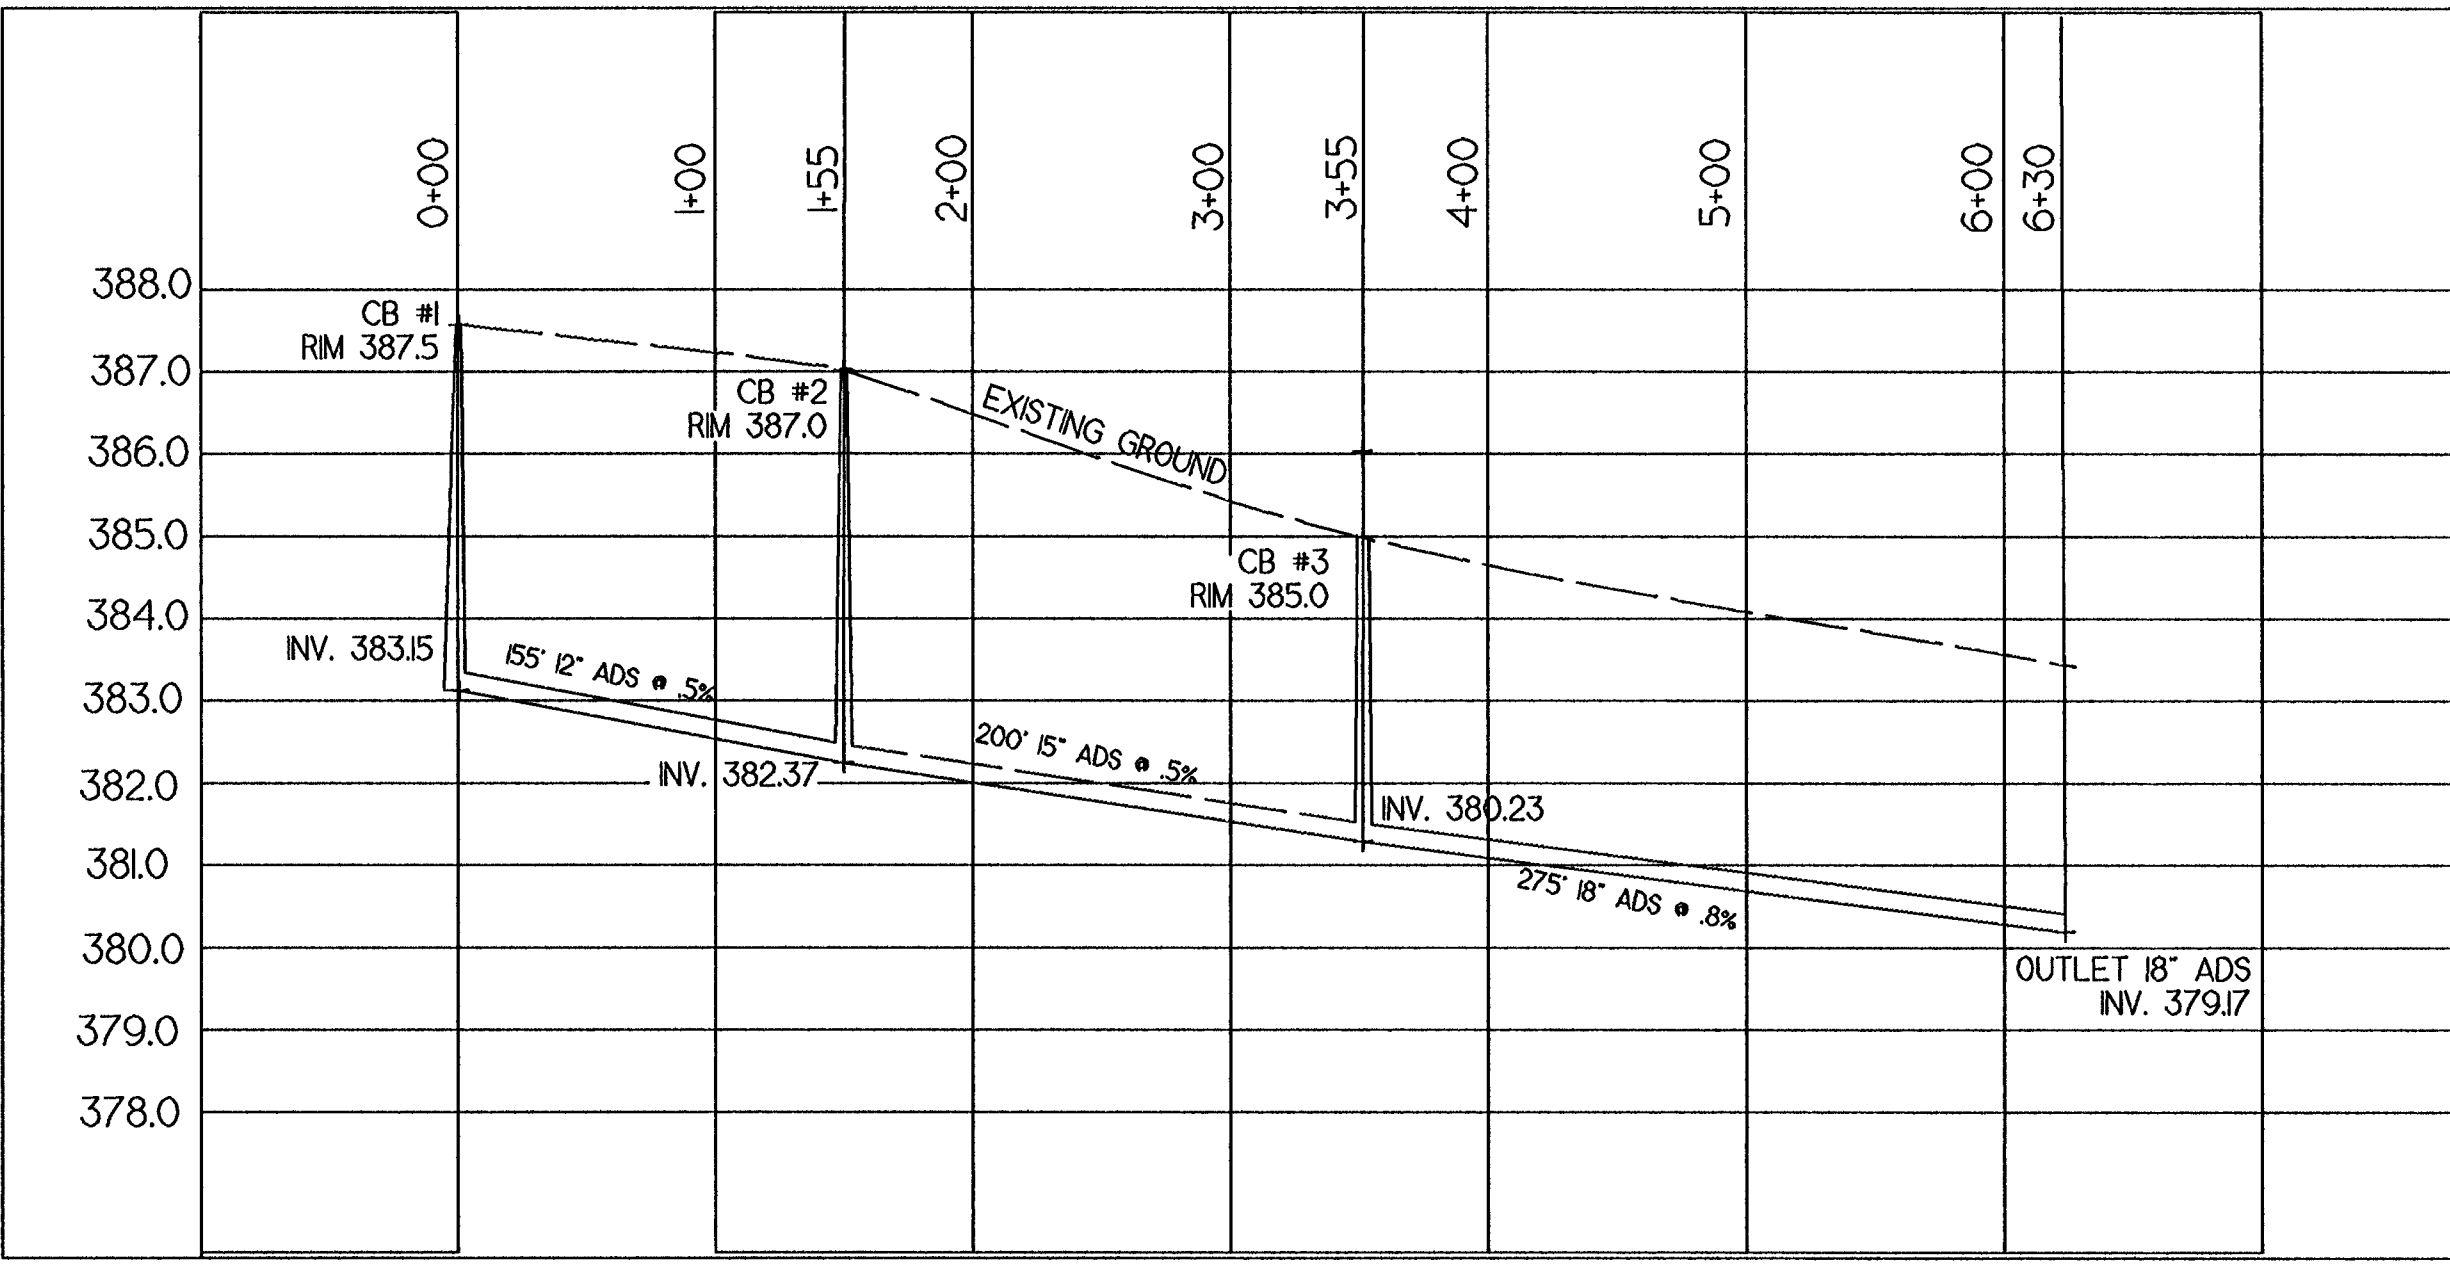 0+00
1+00
1+55
2+00
3+00
3+55
4+00
5+00
6+00
6+30
388.0
CB #1
RIM 387.5
387.0
CB #2
RIM 387.0
EXISTING GROUND
386.0
385.0
CB #3
RIM 385.0
384.0
INV. 383.15
155' 12" ADS @ .5%
383.0
200' 15" ADS @ .5%
INV. 382.37
382.0
INV. 380.23
381.0
275' 18" ADS @ .8%
380.0
OUTLET 18" ADS
INV. 379.17
379.0
378.0